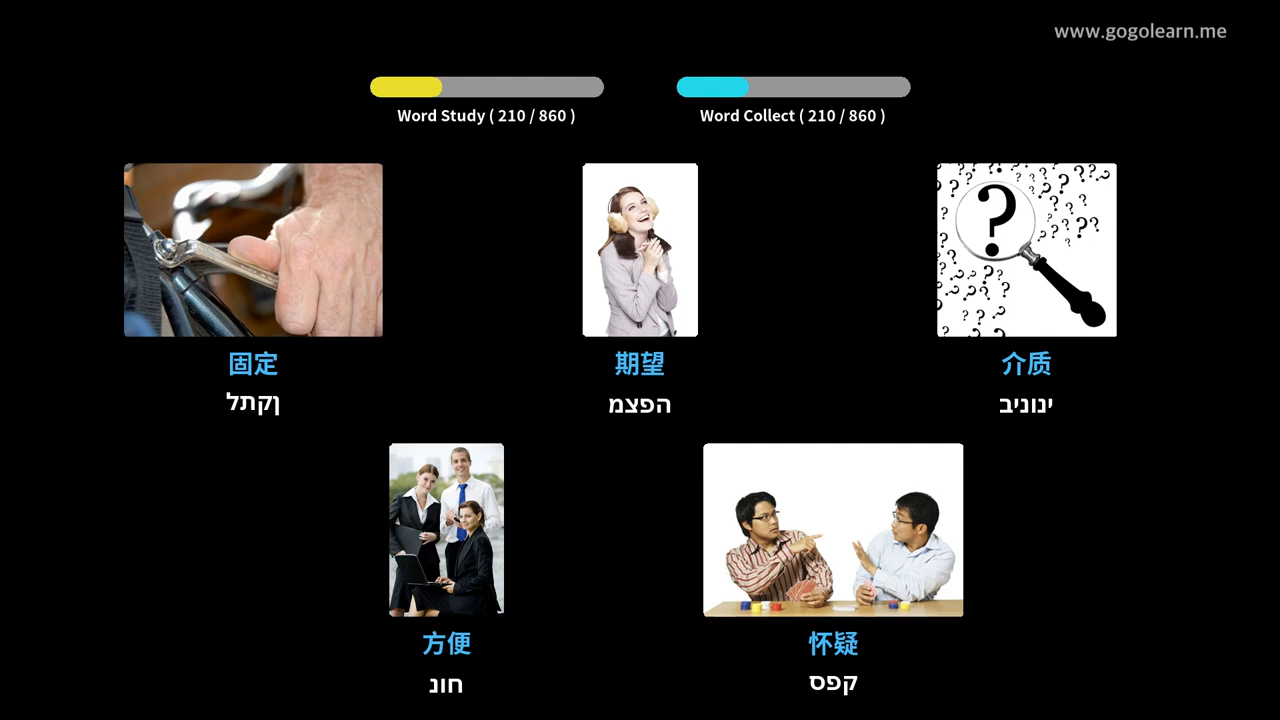 www.gogolearn.me
Word Study ( 210 / 860 )
Word Collect ( 210 / 860 )
固定
ןקתל
期望
הפצמ
介质
ינוניב
方便
חונ
怀疑
קפס